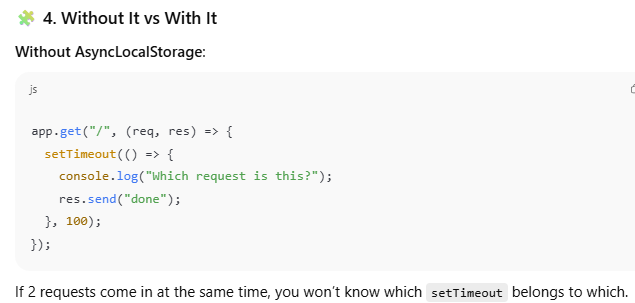 🧩 4. Without It vs With It
Without AsyncLocalStorage:
js
app.get("/", (req, res) => {
  setTimeout(() => {
    console.log("Which request is this?");
    res.send("done");
  }, 100);
});
If 2 requests come in at the same time, you won’t know which setTimeout belongs to which.